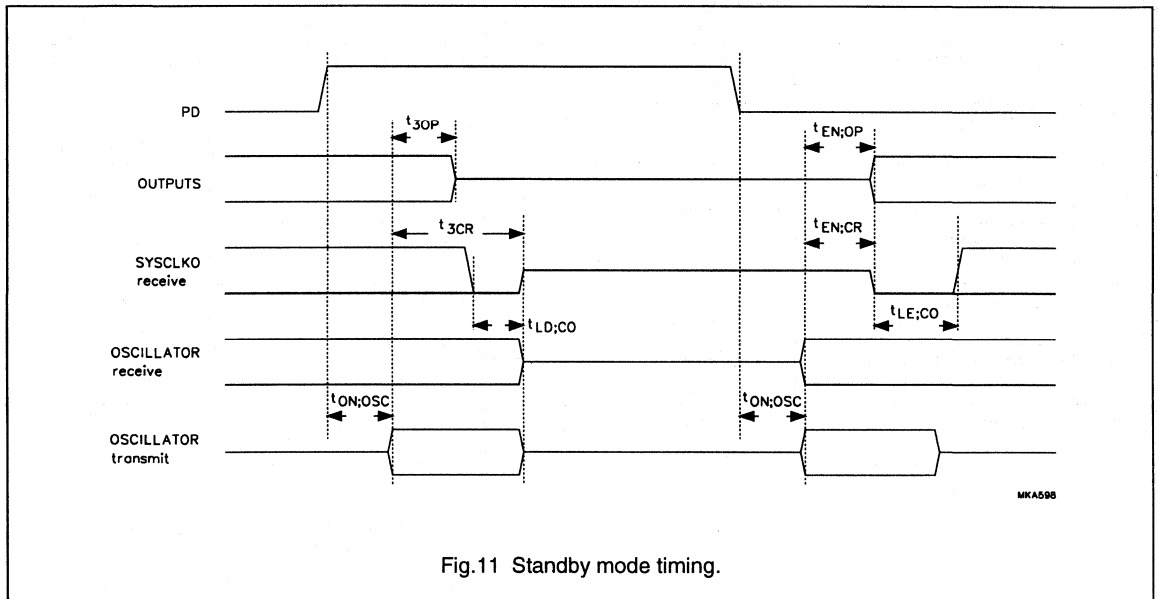 PD
t3OP
tEN;OP
OUTPUTS
t3CR
tEN;CR
SYSCLKO
receive
tLD;CO
tLE;CO
OSCILLATOR
receive
tON;OSC
tON;OSC
OSCILLATOR
transmit
MKA598
Fig.11 Standby mode timing.